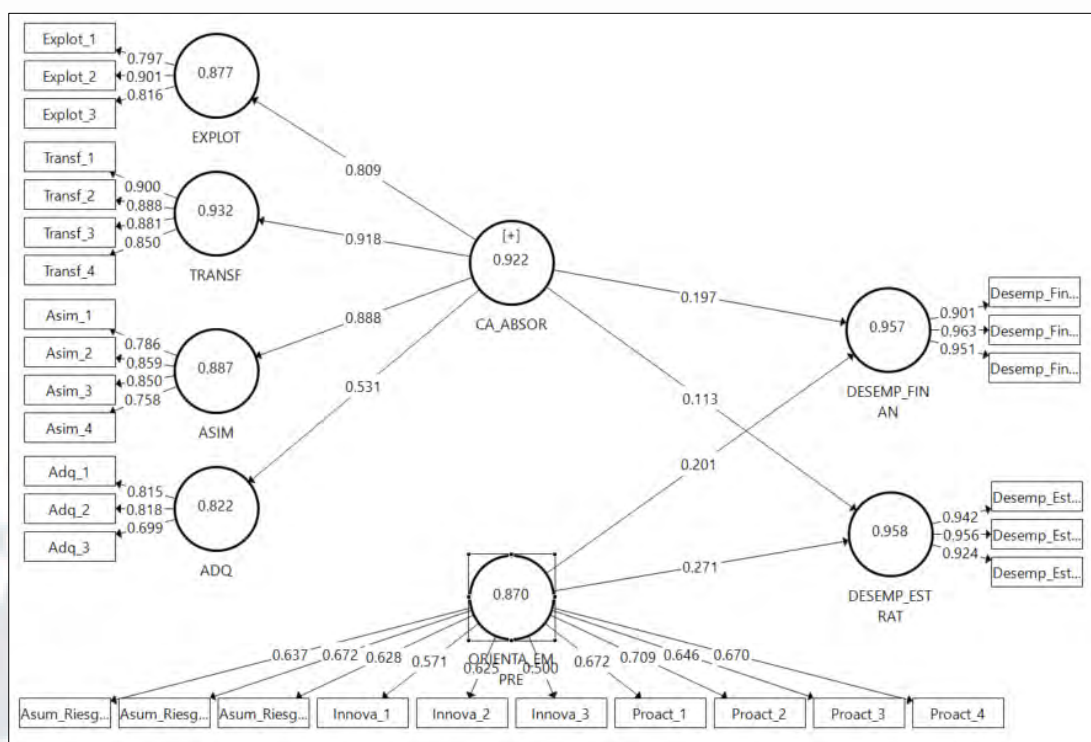 Explot_1
0.797
Explot_2
0.901
Explot_3
0.816
0.877
EXPLOT
Transf_1
0.900
Transf_2
0.888
Transf_3
0.881
Transf_4
0.850
0.932
TRANSF
Asim_1
0.786
Asim_2
0.859
Asim_3
0.850
Asim_4
0.758
0.887
ASIM
Adq_1
0.815
Adq_2
0.818
Adq_3
0.699
0.822
ADQ
0.809
0.918
0.888
0.531
[+]
0.922
CA_ABSOR
0.197
0.113
0.201
0.271
0.957
DESEMP_FIN
AN
0.901
0.963
0.951
Desemp_Fin...
Desemp_Fin...
Desemp_Fin...
0.958
DESEMP_EST
RAT
0.942
0.956
0.924
Desemp_Est...
Desemp_Est...
Desemp_Est...
0.870
ORIENTA_EM
PRE
0.637
0.672
0.628
0.571
0.625
0.500
0.672
0.709
0.646
0.670
Asum_Riesg...
Asum_Riesg...
Asum_Riesg...
Innova_1
Innova_2
Innova_3
Proact_1
Proact_2
Proact_3
Proact_4